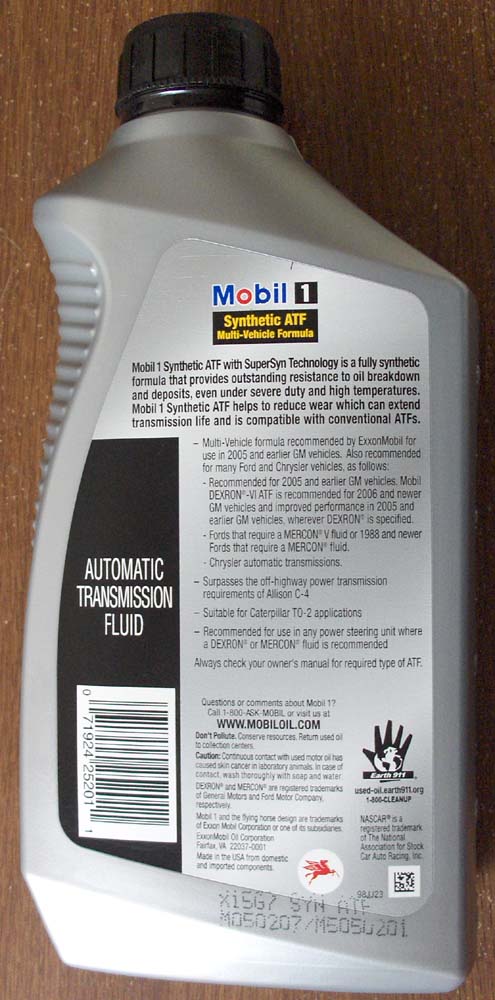 Mobil 1
Synthetic ATF
Multi-Vehicle Formula
Mobil 1 Synthetic ATF with SuperSyn Technology is a fully synthetic
formula that provides outstanding resistance to oil breakdown
and deposits, even under severe duty and high temperatures.
Mobil 1 Synthetic ATF helps to reduce wear which can extend
transmission life and is compatible with conventional ATFs.
– Multi-Vehicle formula recommended by ExxonMobil for
use in 2005 and earlier GM vehicles. Also recommended
for many Ford and Chrysler vehicles, as follows:
- Recommended for 2005 and earlier GM vehicles. Mobil
DEXRON®-VI ATF is recommended for 2006 and newer
GM vehicles and improved performance in 2005 and
earlier GM vehicles, wherever DEXRON® is specified.
- Fords that require a MERCON® V fluid or 1988 and newer
Fords that require a MERCON® fluid.
- Chrysler automatic transmissions.
– Surpasses the off-highway power transmission
requirements of Allison C-4
– Suitable for Caterpillar TO-2 applications
– Recommended for use in any power steering unit where
a DEXRON® or MERCON® fluid is recommended
Always check your owner's manual for required type of ATF.
AUTOMATIC
TRANSMISSION
FLUID
0 71924 25201 1
Questions or comments about Mobil 1?
Call 1-800-ASK-MOBIL or visit us at
WWW.MOBILOIL.COM
Don't Pollute. Conserve resources. Return used oil
to collection centers.
Caution: Continuous contact with used motor oil has
caused skin cancer in laboratory animals. In case of
contact, wash thoroughly with soap and water.
DEXRON® and MERCON® are registered trademarks
of General Motors and Ford Motor Company,
respectively.
Mobil 1 and the flying horse design are trademarks
of Exxon Mobil Corporation or one of its subsidiaries.
ExxonMobil Oil Corporation
Fairfax, VA 22037-0001
Made in the USA from domestic
and imported components.
Earth 911
used-oil.earth911.org
1-800-CLEANUP
NASCAR® is a
registered trademark
of The National
Association for Stock
Car Auto Racing, Inc.
98JJ23
X15G7 SYN ATF